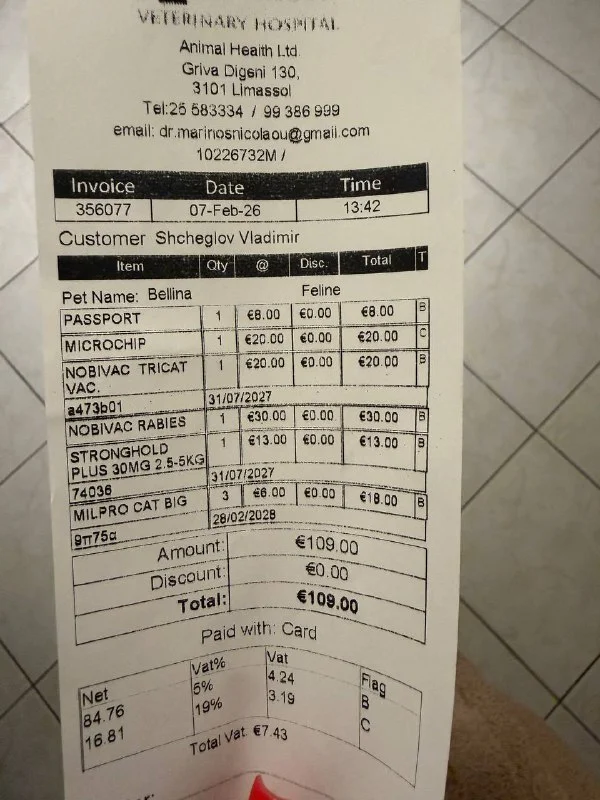 VETERINARY HOSPITAL
Animal Health Ltd.
Griva Digeni 130,
3101 Limassol
Tel:25 583334 / 99 386 999
email: dr.marinosnicolaou@gmail.com
10226732M /
Invoice Date Time
356077 07-Feb-26 13:42
Customer Shcheglov Vladimir
Item Qty @ Disc. Total T
Pet Name: Bellina Feline
PASSPORT 1 €8.00 €0.00 €8.00 B
MICROCHIP 1 €20.00 €0.00 €20.00 C
NOBIVAC TRICAT 1 €20.00 €0.00 €20.00 B
VAC.
a473b01 31/07/2027
NOBIVAC RABIES 1 €30.00 €0.00 €30.00 B
STRONGHOLD 1 €13.00 €0.00 €13.00 B
PLUS 30MG 2.5-5KG
74036 31/07/2027
MILPRO CAT BIG 3 €6.00 €0.00 €18.00 B
9π75α 28/02/2028
Amount: €109.00
Discount: €0.00
Total: €109.00
Paid with: Card
Net Vat% Vat Flag
84.76 5% 4.24 B
16.81 19% 3.19 C
Total Vat. €7.43